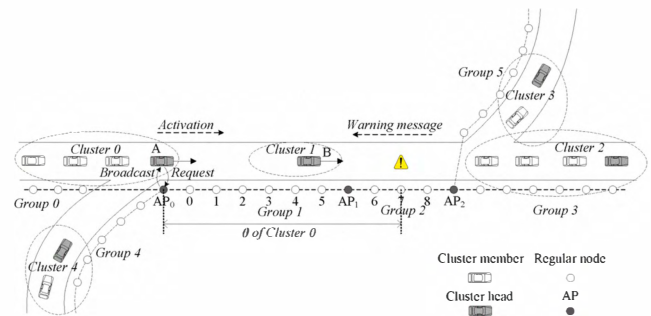 Group 5
Cluster 3
Activation
Warning message
Cluster 0
A
Cluster 1
B
Cluster 2
Broadcast
Request
Group 0
AP0
0
1
2
3
4
5
AP1
6
7
8
AP2
Group 1
Group 2
Group 3
θ of Cluster 0
Group 4
Cluster 4
Cluster member
Regular node
Cluster head
AP